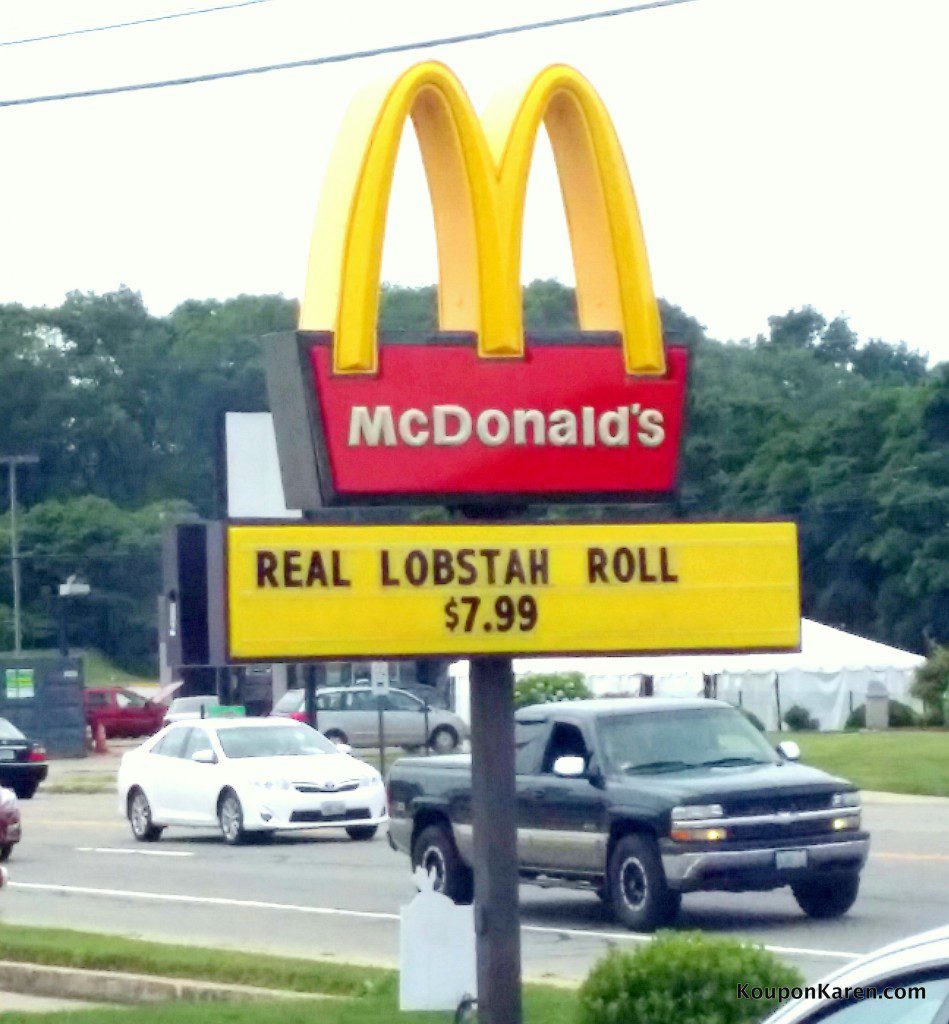 McDonald's
REAL LOBSTAH ROLL
$7.99
KouponKaren.com